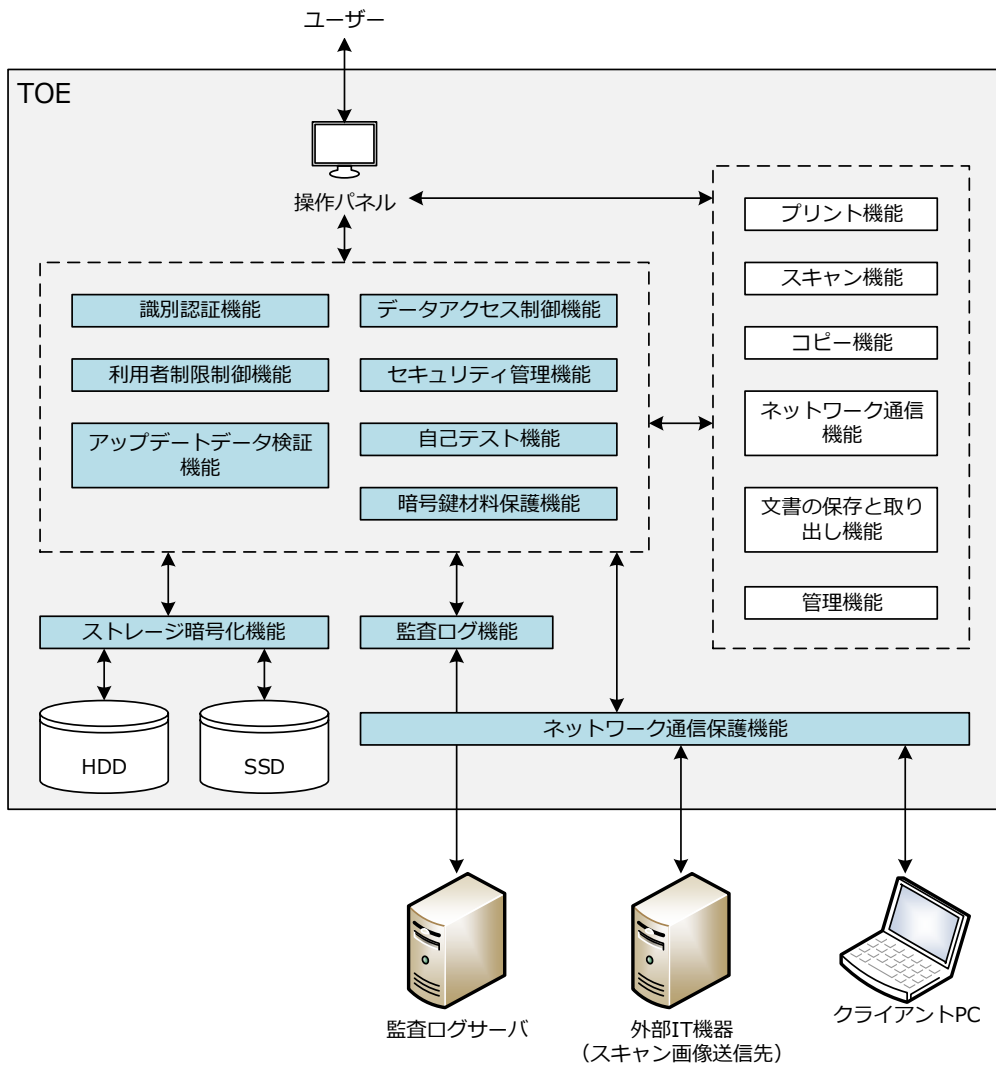 ユーザー
TOE
操作パネル
プリント機能
スキャン機能
コピー機能
ネットワーク通信
機能
文書の保存と取り
出し機能
管理機能
識別認証機能
データアクセス制御機能
利用者制限制御機能
セキュリティ管理機能
アップデートデータ検証
機能
自己テスト機能
暗号鍵材料保護機能
ストレージ暗号化機能
監査ログ機能
ネットワーク通信保護機能
HDD
SSD
監査ログサーバ
外部IT機器
（スキャン画像送信先）
クライアントPC